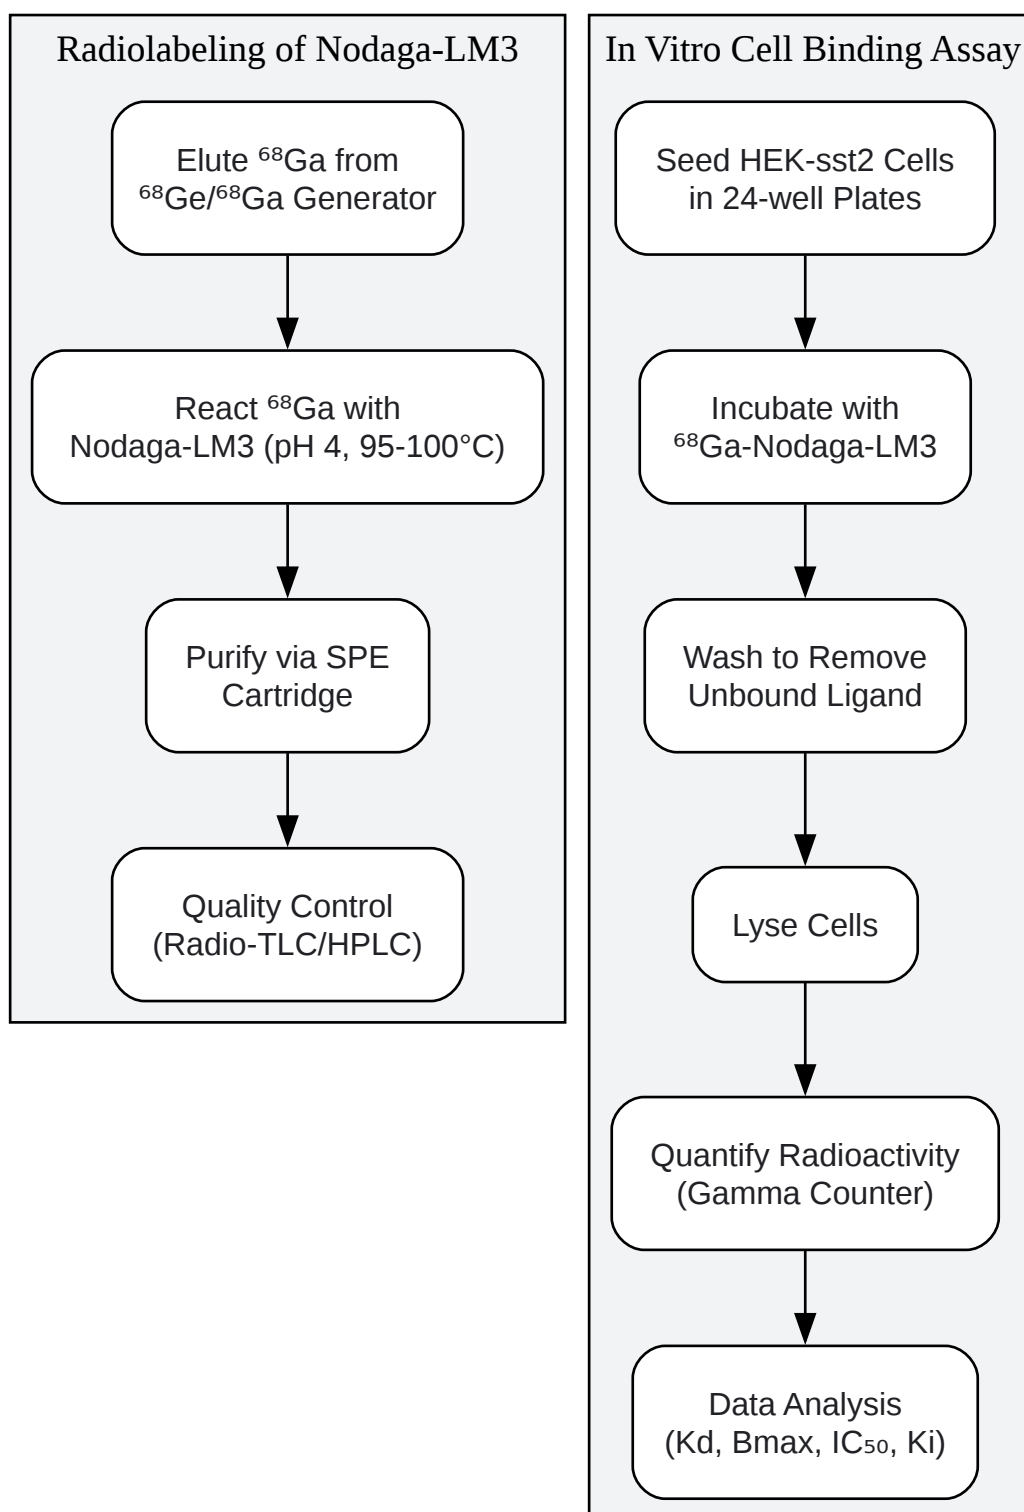 Radiolabeling of Nodaga-LM3
Elute ⁶⁸Ga from
⁶⁸Ge/⁶⁸Ga Generator
React ⁶⁸Ga with
Nodaga-LM3 (pH 4, 95-100°C)
Purify via SPE
Cartridge
Quality Control
(Radio-TLC/HPLC)
In Vitro Cell Binding Assay
Seed HEK-sst2 Cells
in 24-well Plates
Incubate with
⁶⁸Ga-Nodaga-LM3
Wash to Remove
Unbound Ligand
Lyse Cells
Quantify Radioactivity
(Gamma Counter)
Data Analysis
(Kd, Bmax, IC₅₀, Ki)